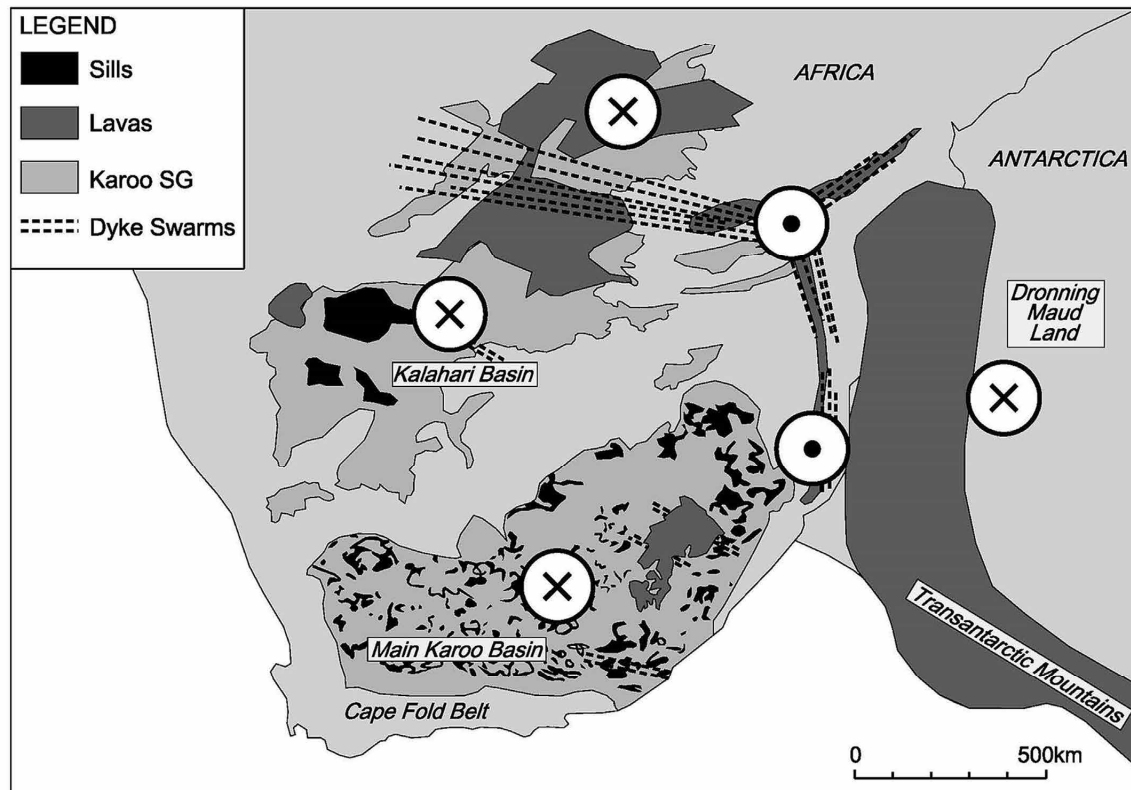 LEGEND
Sills
Lavas
Karoo SG
Dyke Swarms
AFRICA
ANTARCTICA
Dronning
Maud
Land
Kalahari Basin
Main Karoo Basin
Cape Fold Belt
Transantarctic Mountains
0 500km